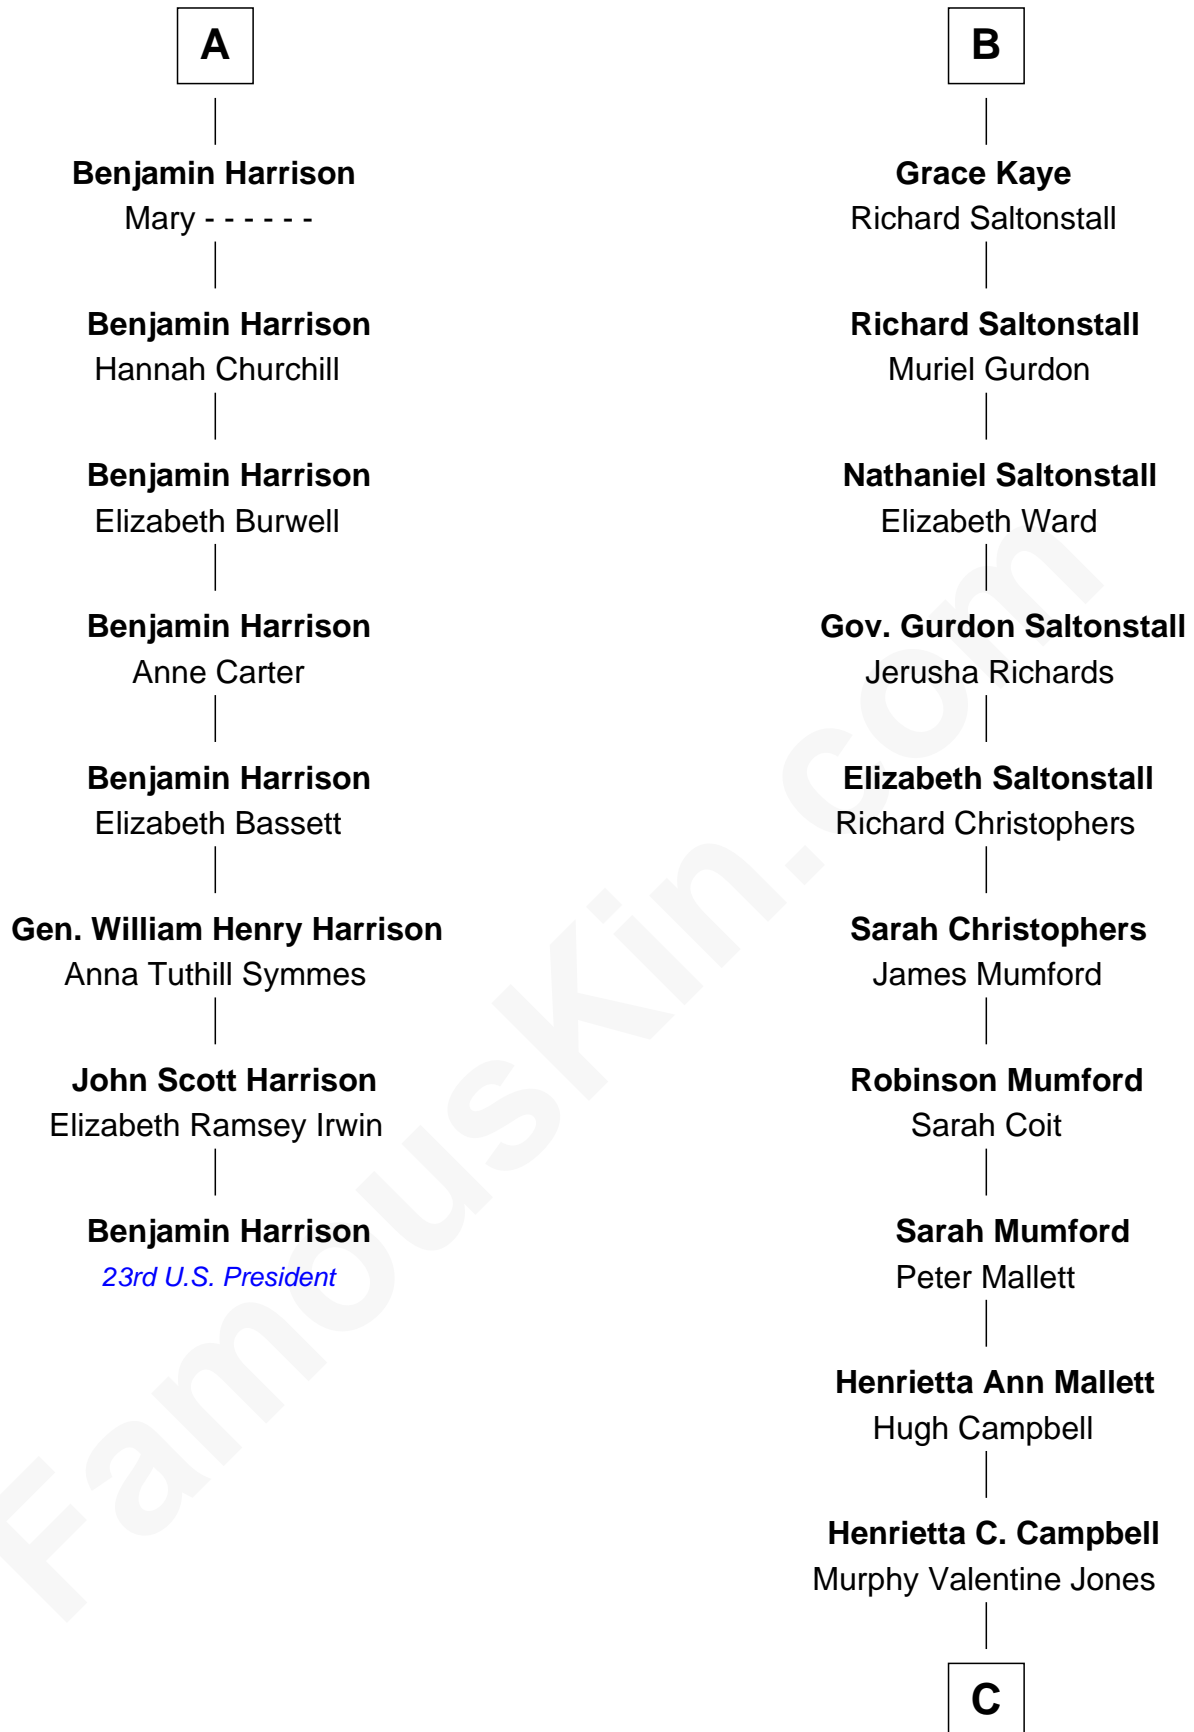 A
Benjamin Harrison
Mary - - - - - -
Benjamin Harrison
Hannah Churchill
Benjamin Harrison
Elizabeth Burwell
Benjamin Harrison
Anne Carter
Benjamin Harrison
Elizabeth Bassett
Gen. William Henry Harrison
Anna Tuthill Symmes
John Scott Harrison
Elizabeth Ramsey Irwin
Benjamin Harrison
23rd U.S. President
B
Grace Kaye
Richard Saltonstall
Richard Saltonstall
Muriel Gurdon
Nathaniel Saltonstall
Elizabeth Ward
Gov. Gurdon Saltonstall
Jerusha Richards
Elizabeth Saltonstall
Richard Christophers
Sarah Christophers
James Mumford
Robinson Mumford
Sarah Coit
Sarah Mumford
Peter Mallett
Henrietta Ann Mallett
Hugh Campbell
Henrietta C. Campbell
Murphy Valentine Jones
C
FamousKin.com